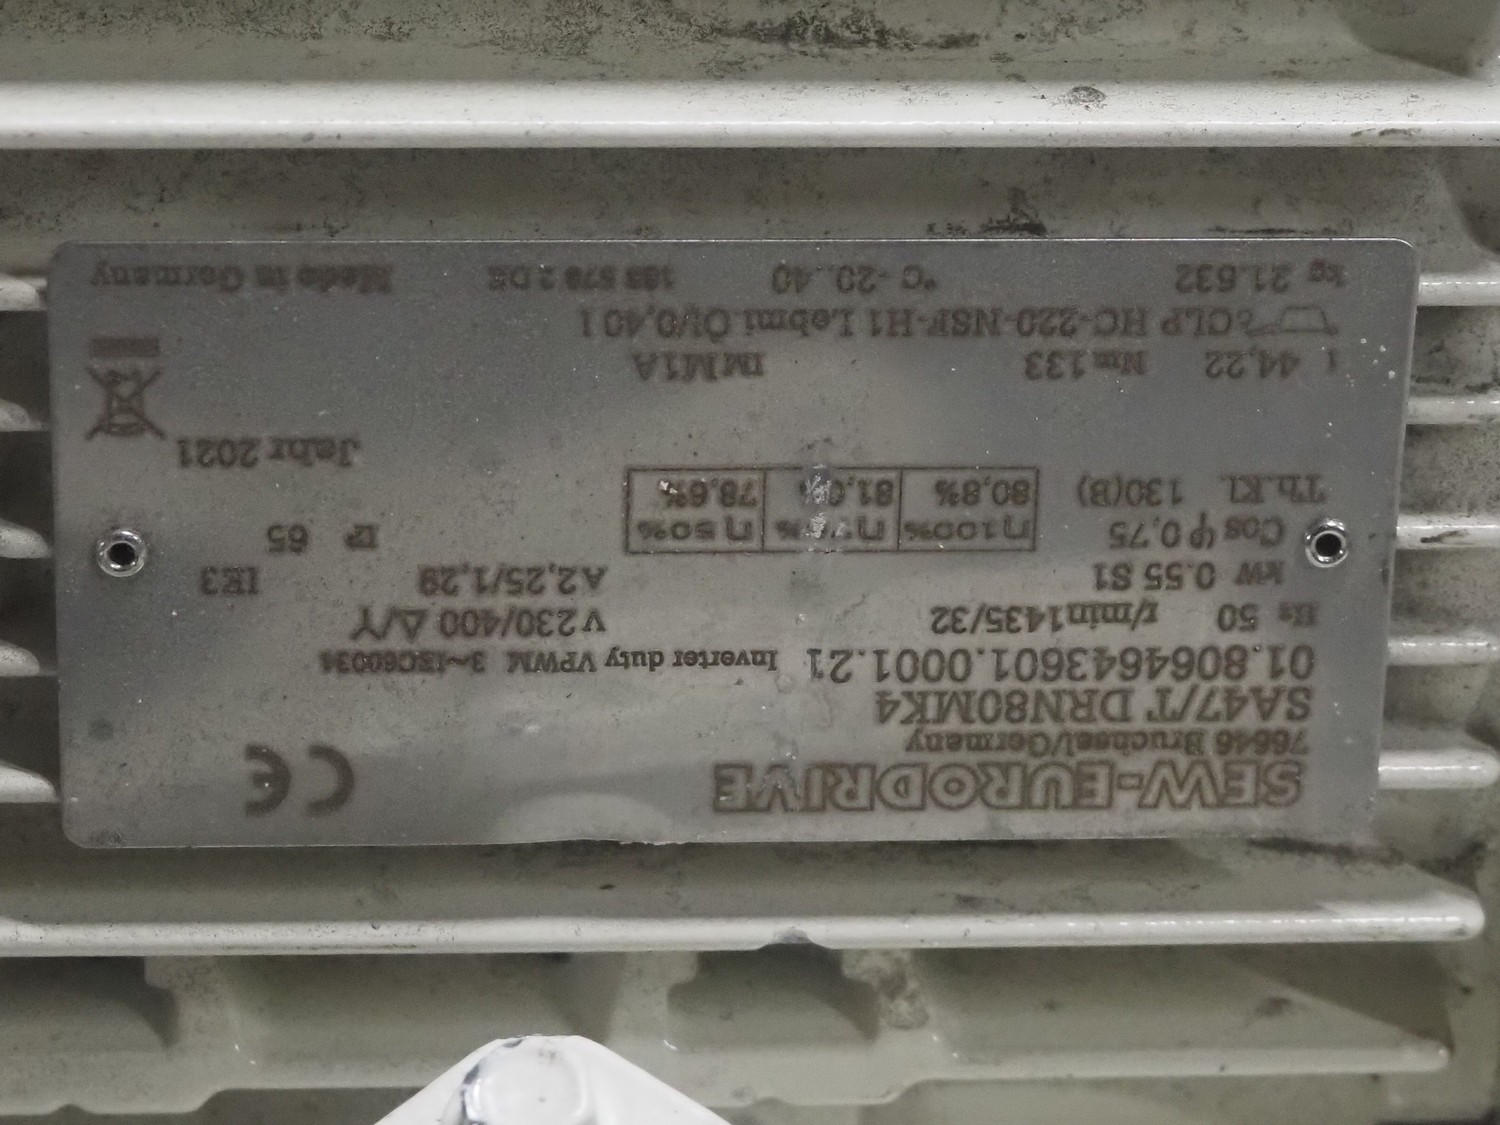 SEW-EURODRIVE
76646 Bruchsal/Germany
CE
SA47/T DRN80MK4
01.8064643601.0001.21 Inverter duty VPWM 3~IEC60034
Hz 50 r/min 1435/32 V 230/400 Δ/Y
kW 0.55 S1 A 2,25/1,29 IE3
Cos φ 0,75 η100% η75% η50% IP 65
Th.Kl. 130(B) 80,8% 81,0% 78,6%
Jahr 2021
i 44,22 Nm 133 IM M1A
CLP HC-220-NSF-H1 Lebmi.Öl/0,40 l
kg 21.632 °C -20..40 188 578 2 DE Made in Germany